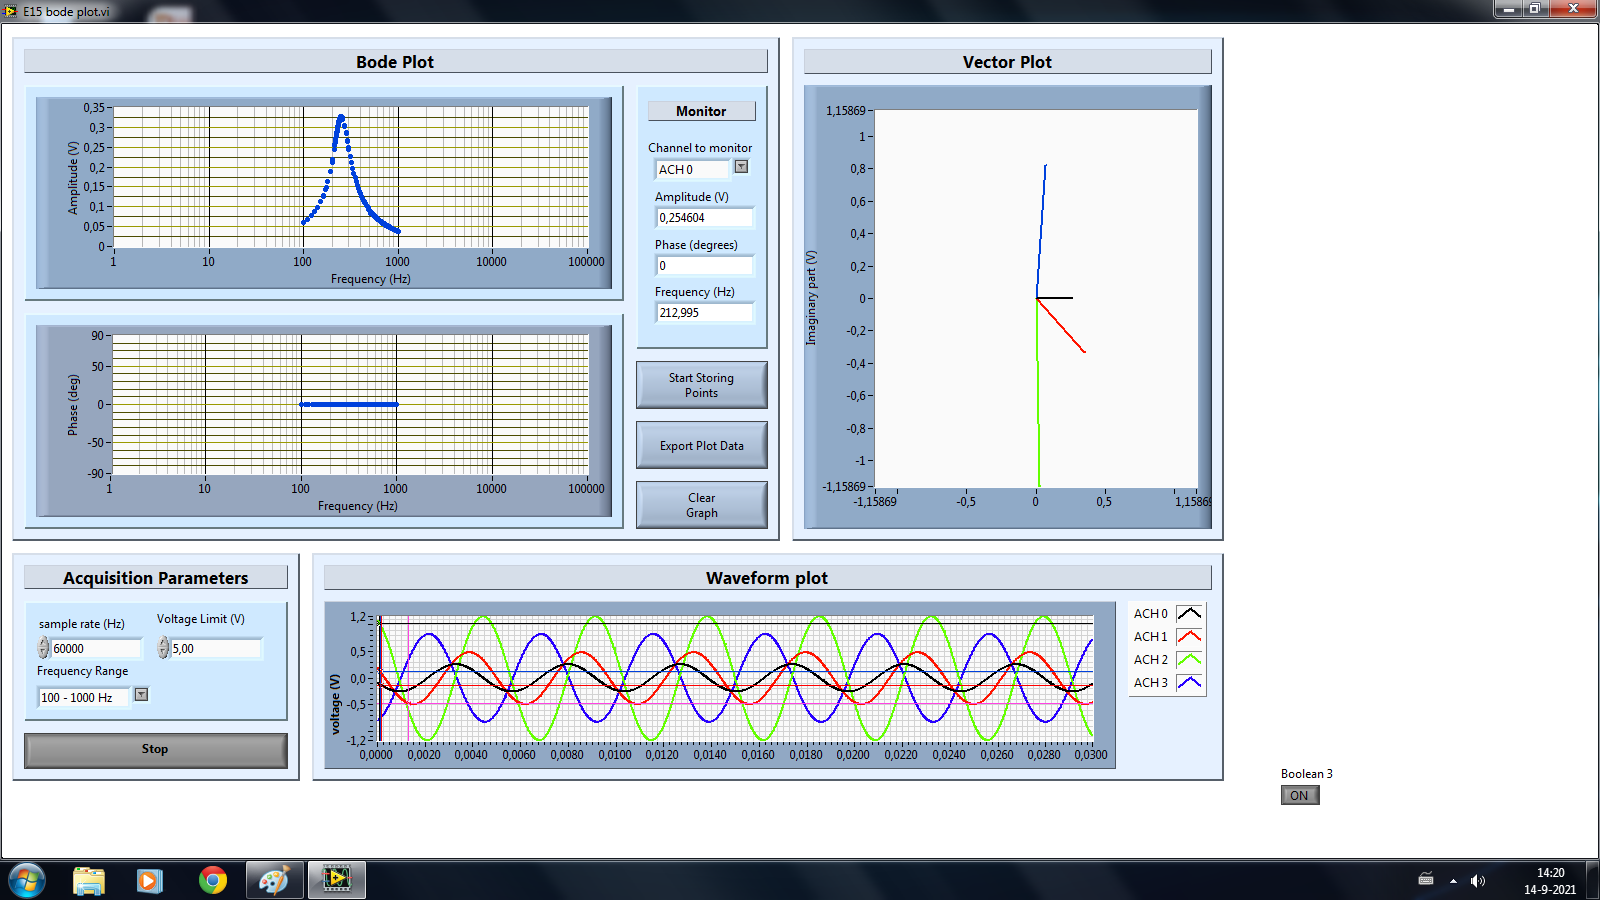 E15 bode plot.vi
Bode Plot
Amplitude (V)
0,35
0,3
0,25
0,2
0,15
0,1
0,05
0
1
10
100
1000
10000
100000
Frequency (Hz)
Phase (deg)
90
50
0
-50
-90
1
10
100
1000
10000
100000
Frequency (Hz)
Monitor
Channel to monitor
ACH 0
Amplitude (V)
0,254604
Phase (degrees)
0
Frequency (Hz)
212,995
Start Storing
Points
Export Plot Data
Clear
Graph
Vector Plot
Imaginary part (V)
1,15869
1
0,8
0,6
0,4
0,2
0
-0,2
-0,4
-0,6
-0,8
-1
-1,15869
-1,15869
-0,5
0
0,5
1,15869
Acquisition Parameters
sample rate (Hz)
60000
Voltage Limit (V)
5,00
Frequency Range
100 - 1000 Hz
Stop
Waveform plot
voltage (V)
1,2
0,5
0,0
-0,5
-1,2
0,0000
0,0020
0,0040
0,0060
0,0080
0,0100
0,0120
0,0140
0,0160
0,0180
0,0200
0,0220
0,0240
0,0260
0,0280
0,0300
ACH 0
ACH 1
ACH 2
ACH 3
Boolean 3
ON
14:20
14-9-2021